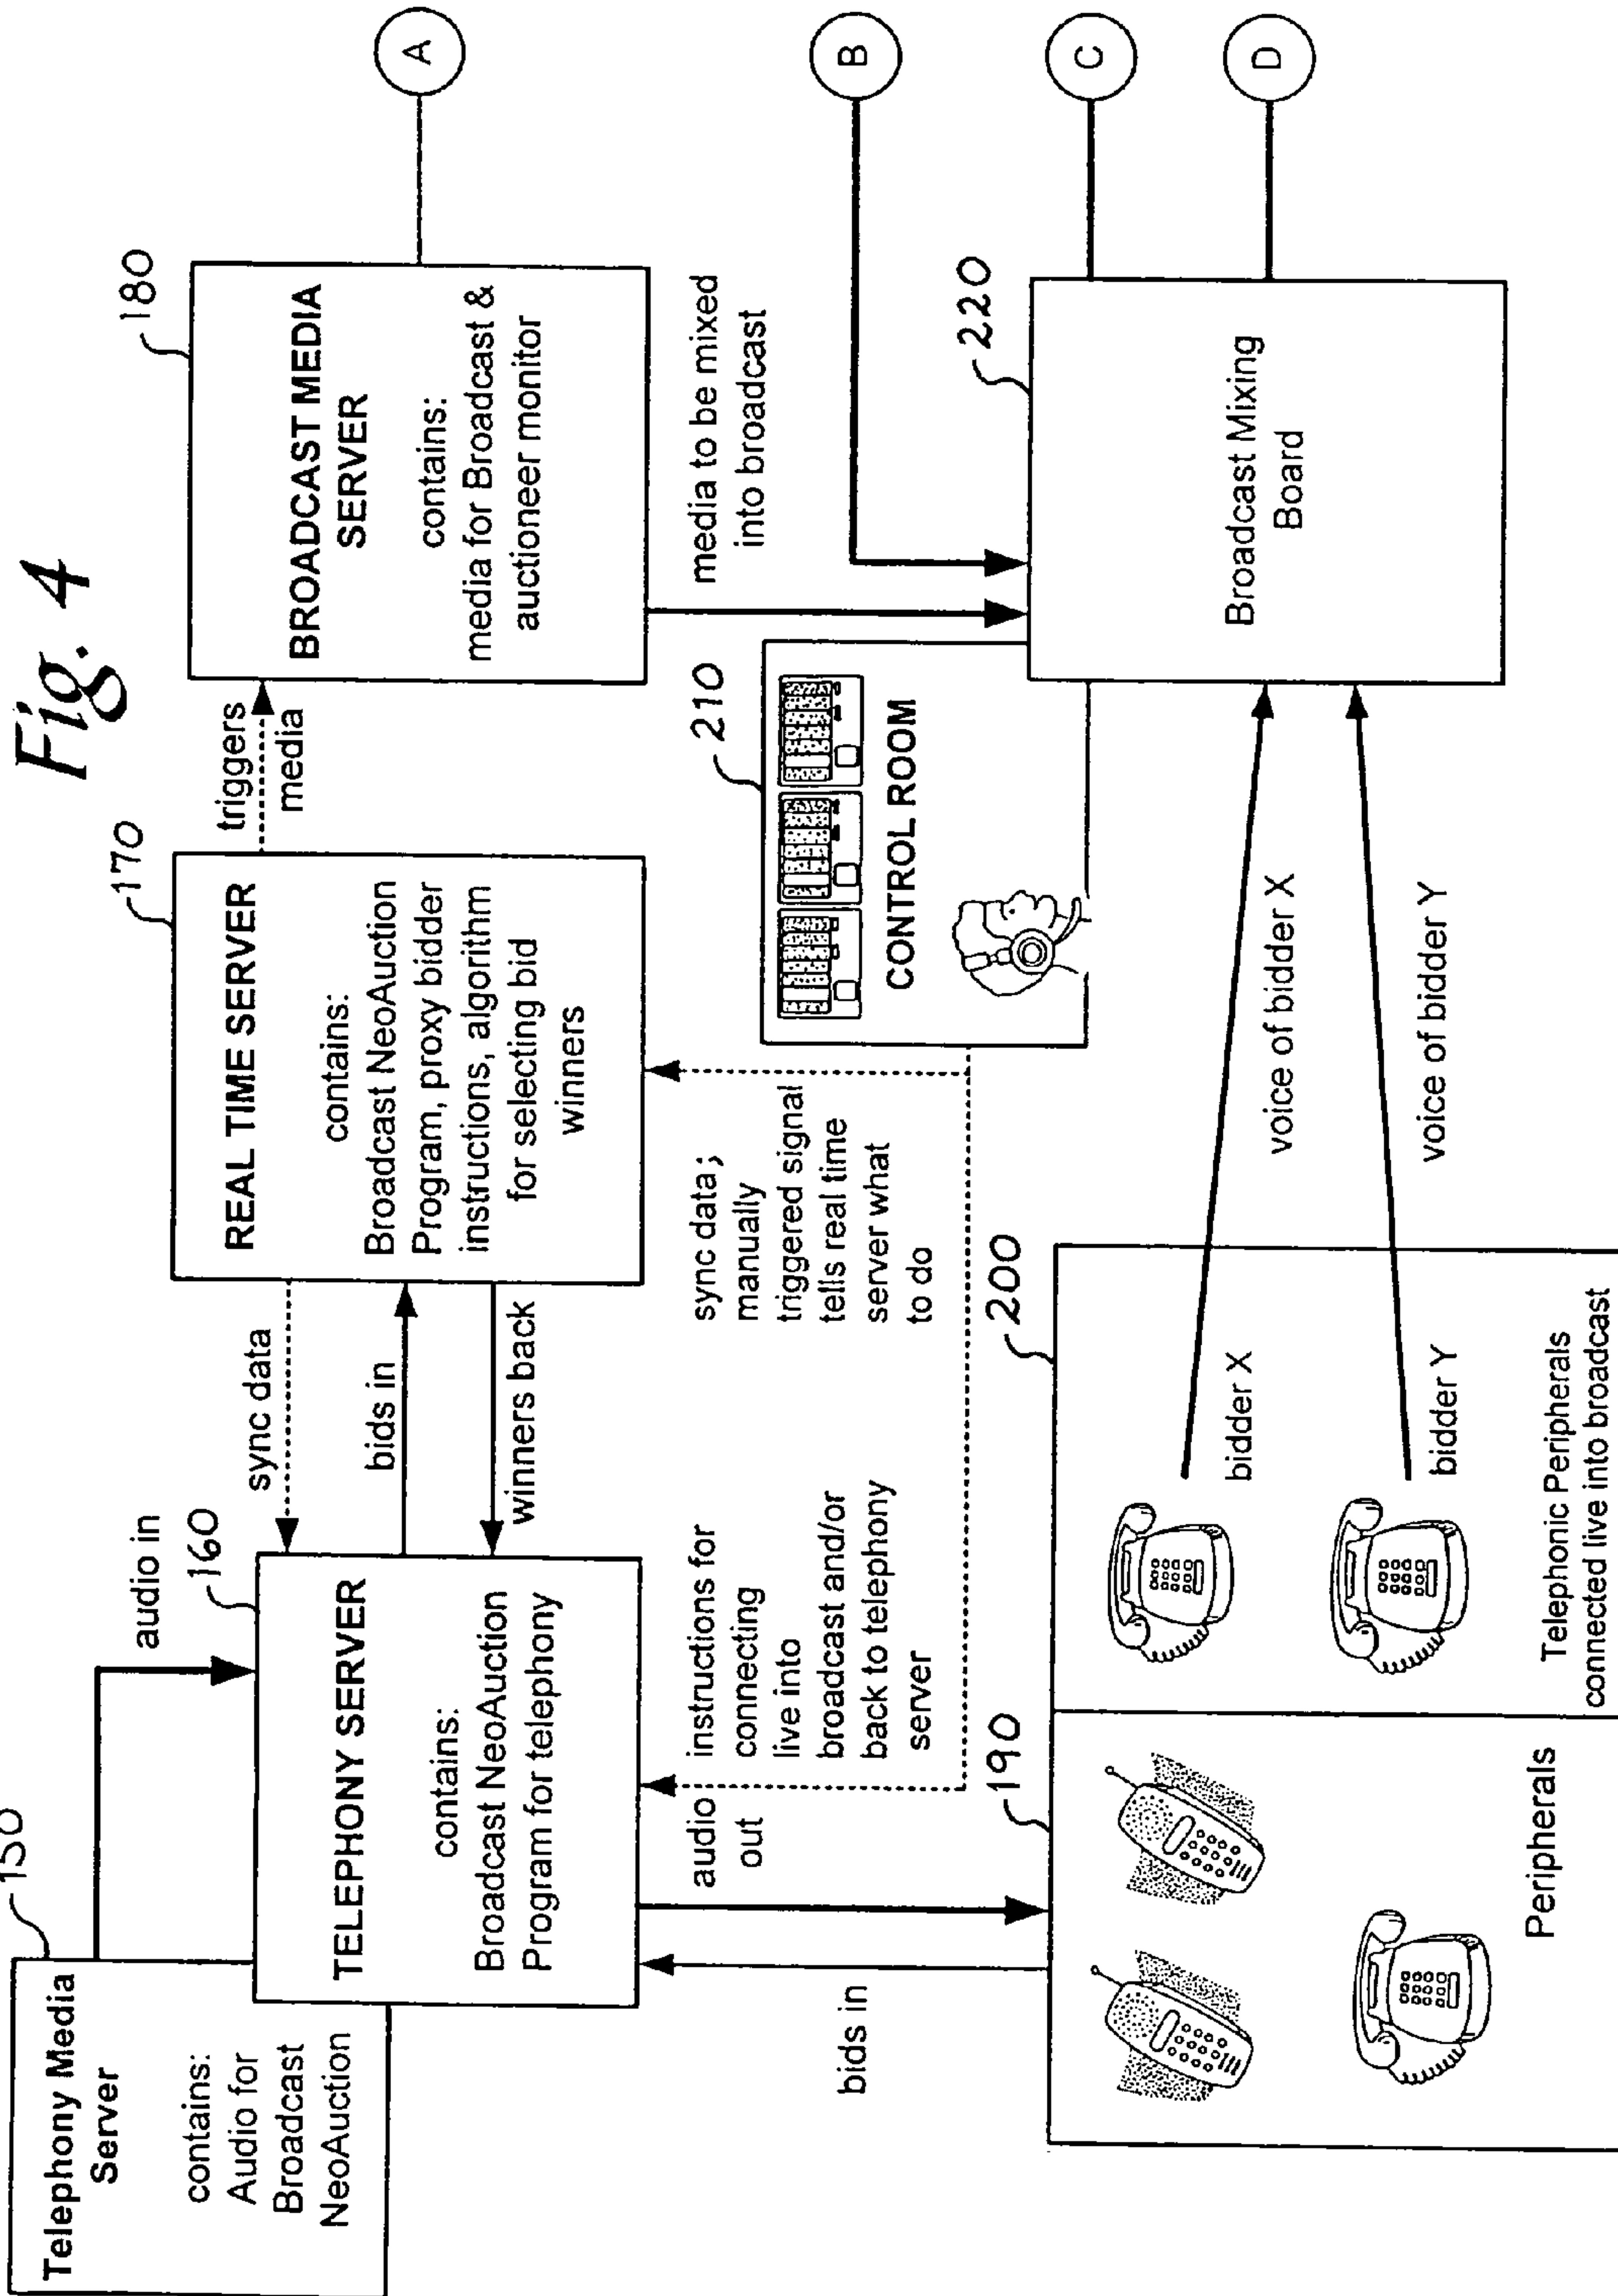 Fig. 4
150
Telephony Media
Server
contains:
Audio for
Broadcast
NeoAuction
audio in
160
TELEPHONY SERVER
contains:
Broadcast NeoAuction
Program for telephony
sync data
bids in
winners back
170
REAL TIME SERVER
contains:
Broadcast NeoAuction
Program, proxy bidder
instructions, algorithm
for selecting bid
winners
triggers
media
180
BROADCAST MEDIA
SERVER
contains:
media for Broadcast &
auctioneer monitor
A
bids in
audio
out
instructions for
connecting
live into
broadcast and/or
back to telephony
server
sync data;
manually
triggered signal
tells real time
server what
to do
210
CONTROL ROOM
media to be mixed
into broadcast
B
190
Peripherals
200
bidder X
bidder Y
Telephonic Peripherals
connected live into broadcast
voice of bidder X
voice of bidder Y
220
Broadcast Mixing
Board
C
D